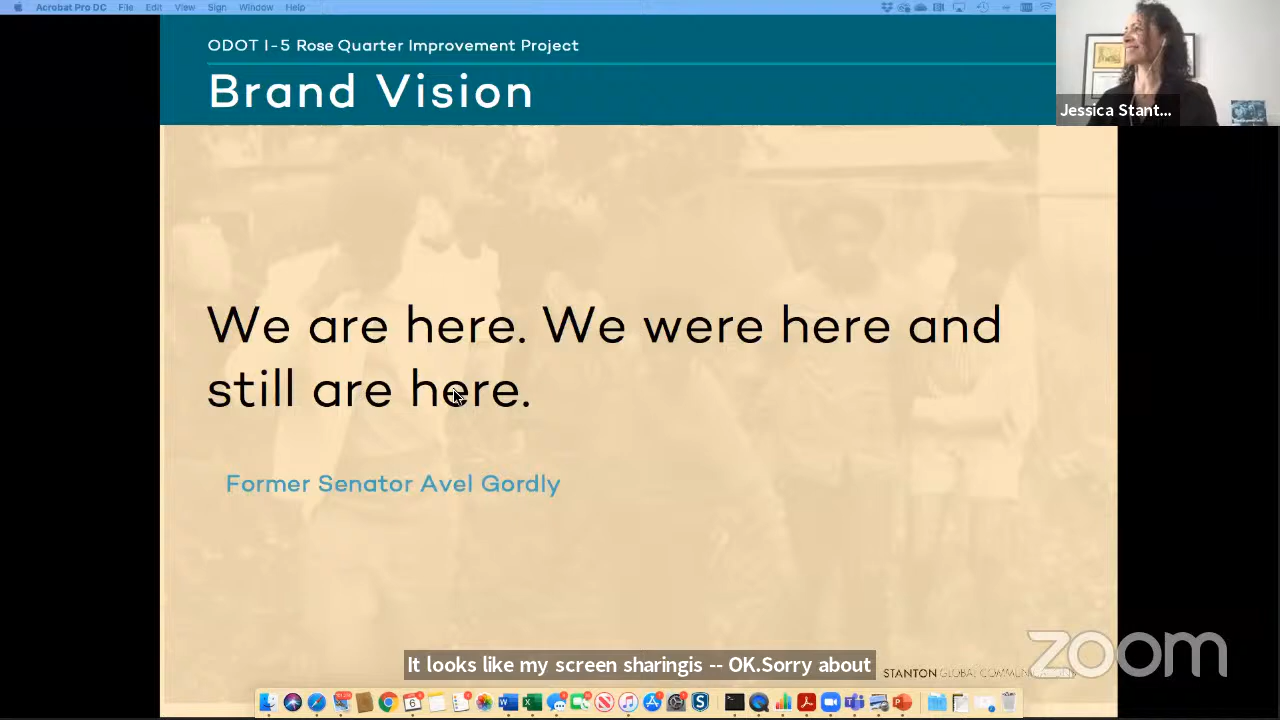 Acrobat Pro DC File Edit View Sign Window Help
ODOT I-5 Rose Quarter Improvement Project
Brand Vision
Jessica Stant...
We are here. We were here and
still are here.
Former Senator Avel Gordly
zoom
It looks like my screen sharingis -- OK.Sorry about
STANTON GLOBAL